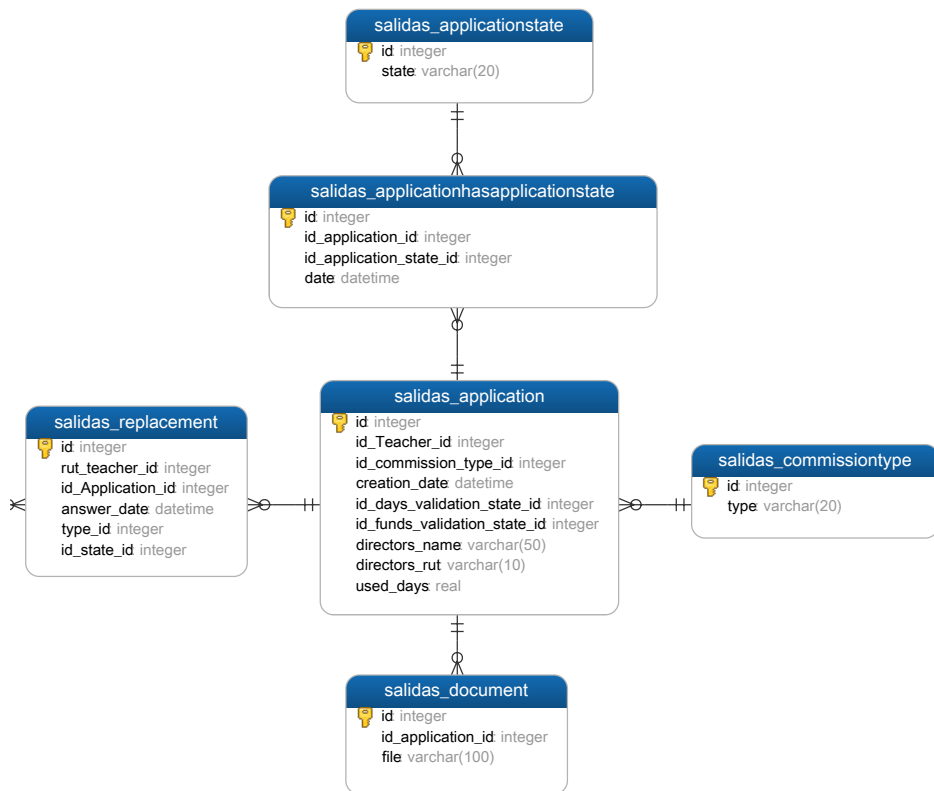 salidas_applicationstate
id: integer
state: varchar(20)
salidas_applicationhasapplicationstate
id: integer
id_application_id: integer
id_application_state_id: integer
date: datetime
salidas_application
id: integer
id_Teacher_id: integer
id_commission_type_id: integer
creation_date: datetime
id_days_validation_state_id: integer
id_funds_validation_state_id: integer
directors_name: varchar(50)
directors_rut: varchar(10)
used_days: real
salidas_replacement
id: integer
rut_teacher_id: integer
id_Application_id: integer
answer_date: datetime
type_id: integer
id_state_id: integer
salidas_commissiontype
id: integer
type: varchar(20)
salidas_document
id: integer
id_application_id: integer
file: varchar(100)